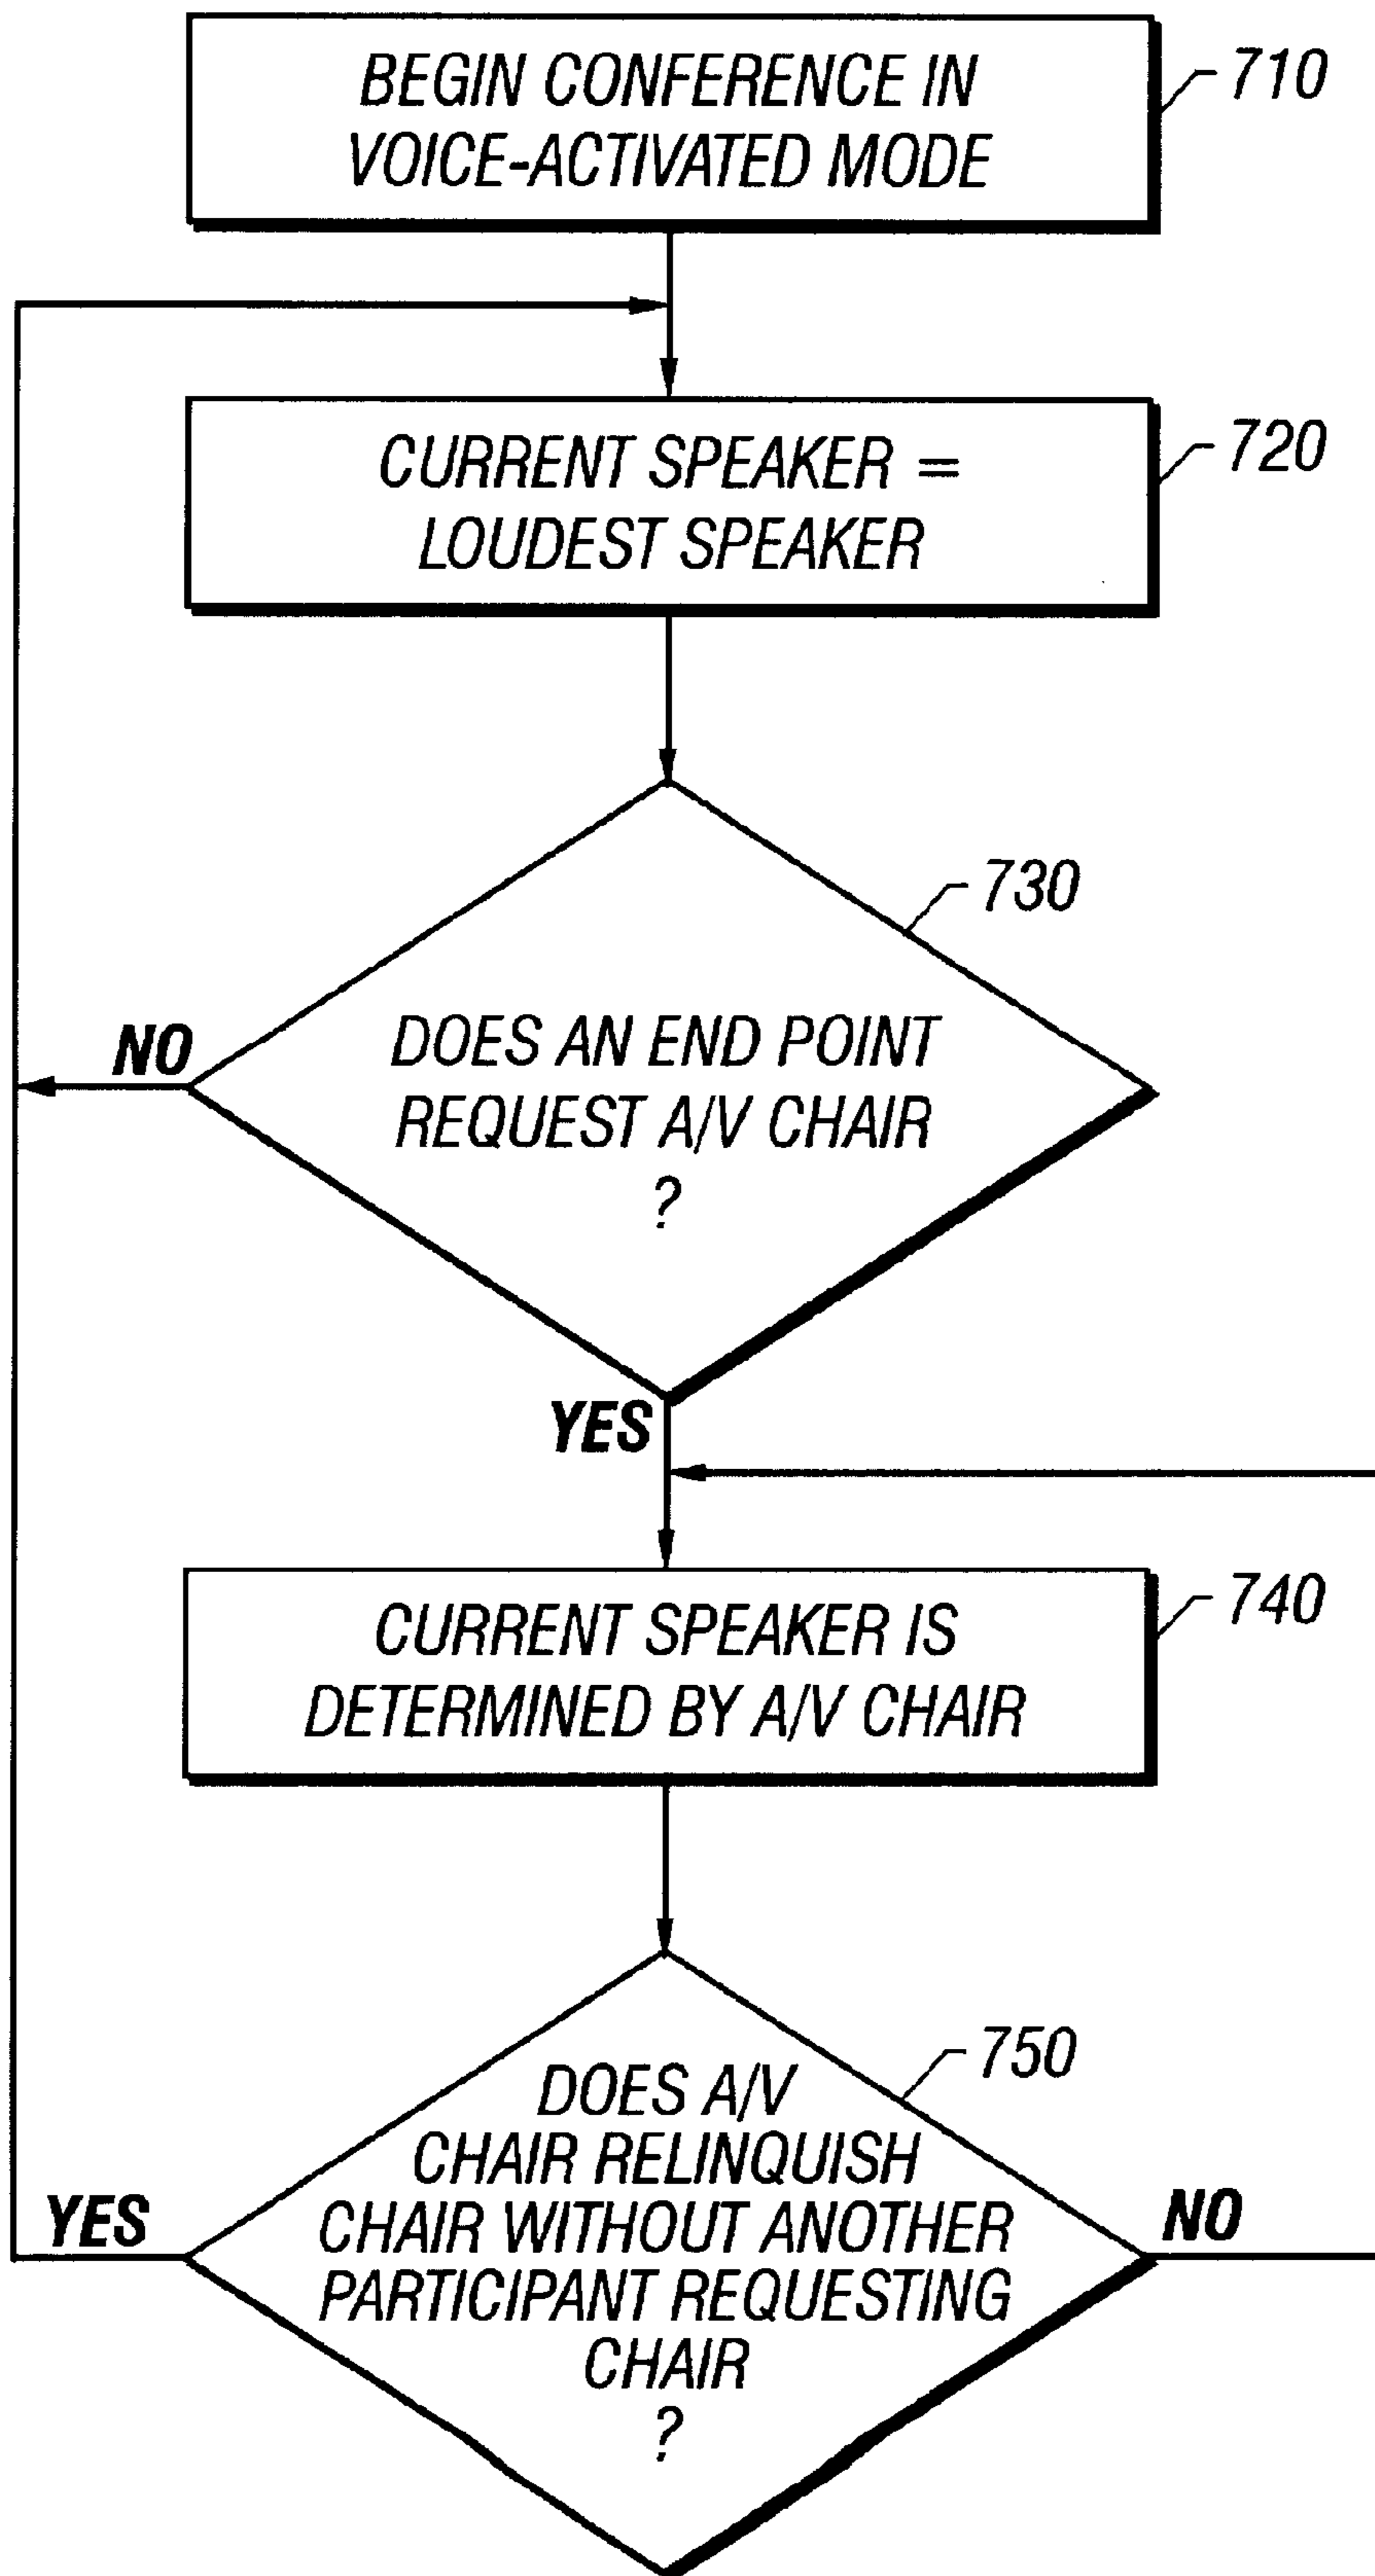 BEGIN CONFERENCE IN
VOICE-ACTIVATED MODE
710
CURRENT SPEAKER =
LOUDEST SPEAKER
720
730
DOES AN END POINT
REQUEST A/V CHAIR
?
NO
YES
CURRENT SPEAKER IS
DETERMINED BY A/V CHAIR
740
750
DOES A/V
CHAIR RELINQUISH
CHAIR WITHOUT ANOTHER
PARTICIPANT REQUESTING
CHAIR
?
YES
NO